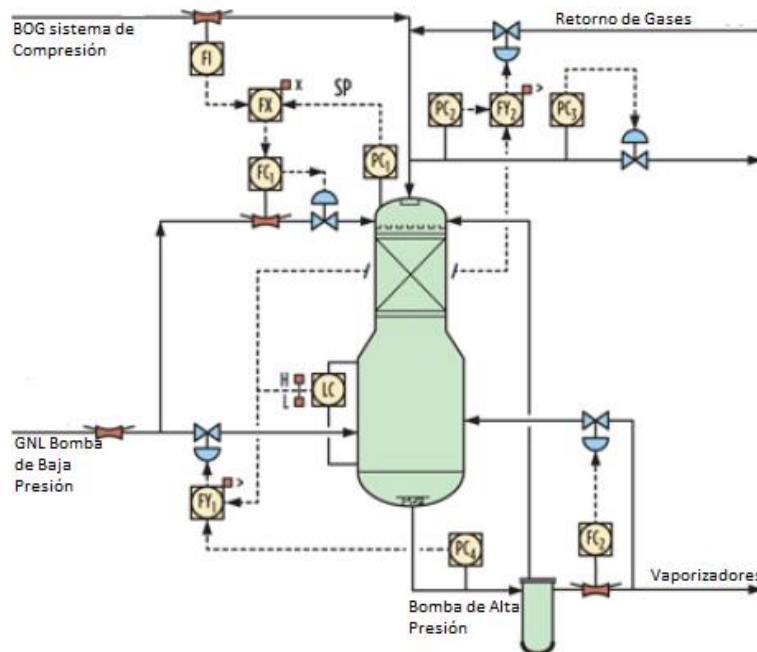 BOG sistema de
Compresión
Retorno de Gases
FI
FX
X
SP
PC₁
FC₁
PC₂
FY₂
>
PC₃
H
L
LC
GNL Bomba
de Baja
Presión
FY₁
>
PC₄
FC₂
Bomba de Alta
Presión
Vaporizadores